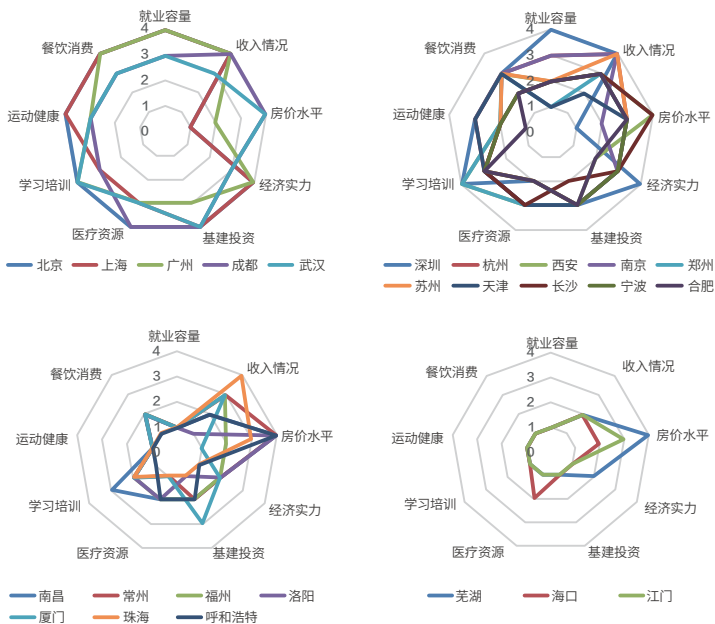 就业容量
4
3
2
1
0
收入情况
房价水平
经济实力
基建投资
医疗资源
学习培训
运动健康
餐饮消费
北京 上海 广州 成都 武汉
就业容量
4
3
2
1
0
收入情况
房价水平
经济实力
基建投资
医疗资源
学习培训
运动健康
餐饮消费
深圳 杭州 西安 南京 郑州
苏州 天津 长沙 宁波 合肥
就业容量
4
3
2
1
0
收入情况
房价水平
经济实力
基建投资
医疗资源
学习培训
运动健康
餐饮消费
南昌 常州 福州 洛阳
厦门 珠海 呼和浩特
就业容量
4
3
2
1
0
收入情况
房价水平
经济实力
基建投资
医疗资源
学习培训
运动健康
餐饮消费
芜湖 海口 江门